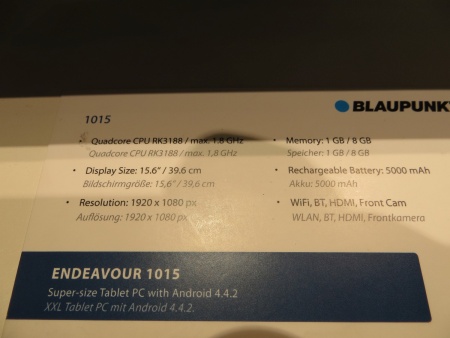 BLAUPUNK
1015
• Quadcore CPU RK3188 / max. 1,8 GHz
Quadcore CPU RK3188 / max. 1,8 GHz
• Display Size: 15,6" / 39.6 cm
Bildschirmgröße: 15,6" / 39,6 cm
• Resolution: 1920 x 1080 px
Auflösung: 1920 x 1080 px
• Memory: 1 GB / 8 GB
Speicher: 1 GB / 8 GB
• Rechargeable Battery: 5000 mAh
Akku: 5000 mAh
• WiFi, BT, HDMI, Front Cam
WLAN, BT, HDMI, Frontkamera
ENDEAVOUR 1015
Super-size Tablet PC with Android 4.4.2
XXL Tablet PC mit Android 4.4.2.